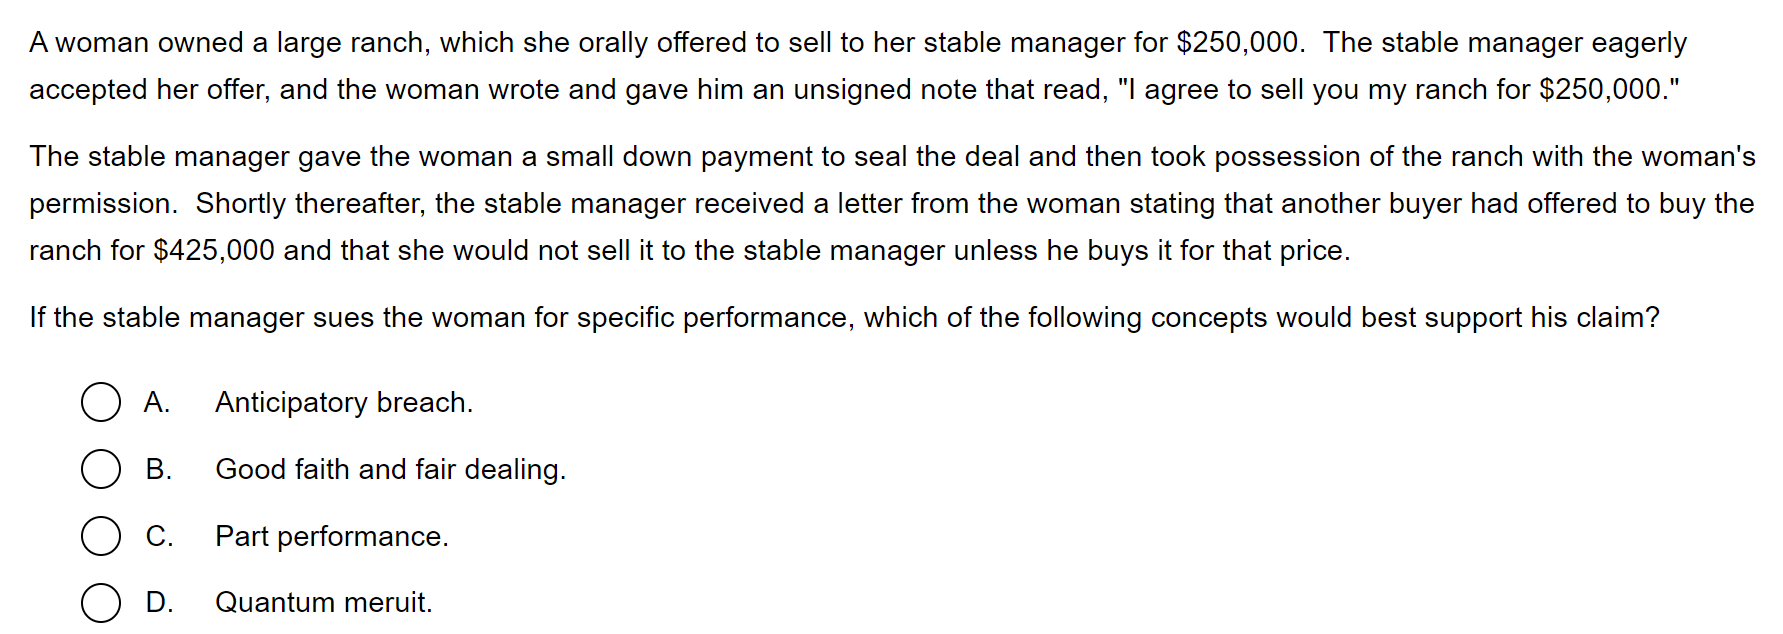 A woman owned a large ranch, which she orally offered to sell to her stable manager for $250,000.  The stable manager eagerly
accepted her offer, and the woman wrote and gave him an unsigned note that read, "I agree to sell you my ranch for $250,000."
The stable manager gave the woman a small down payment to seal the deal and then took possession of the ranch with the woman's
permission.  Shortly thereafter, the stable manager received a letter from the woman stating that another buyer had offered to buy the
ranch for $425,000 and that she would not sell it to the stable manager unless he buys it for that price.
If the stable manager sues the woman for specific performance, which of the following concepts would best support his claim?
A. Anticipatory breach.
B. Good faith and fair dealing.
C. Part performance.
D. Quantum meruit.